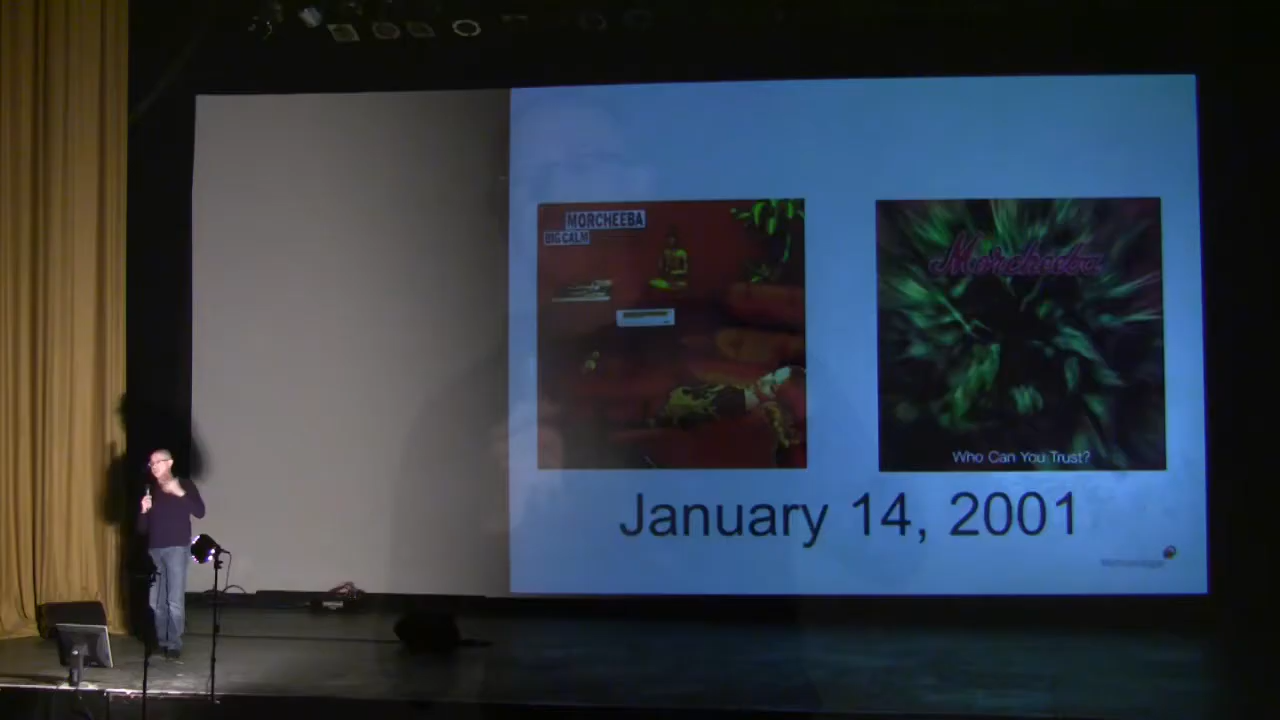 MORCHEEBA
BIG CALM
Morcheeba
Who Can You Trust?
January 14, 2001